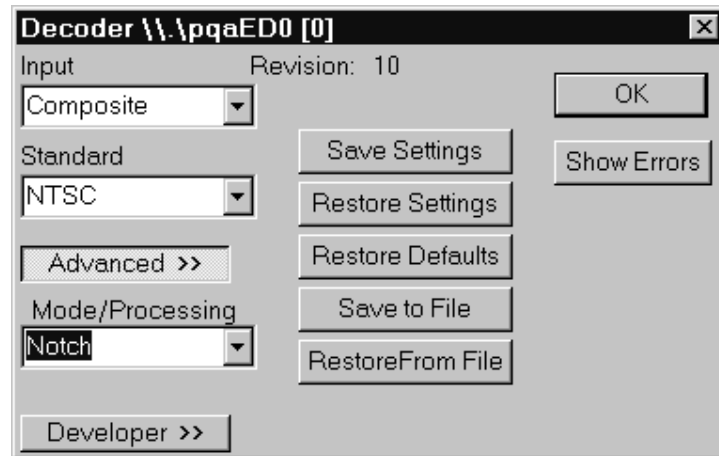 Decoder \\.\pqaED0 [0]
Input
Revision: 10
Composite
OK
Standard
Save Settings
Show Errors
NTSC
Restore Settings
Advanced >>
Restore Defaults
Mode/Processing
Save to File
Notch
RestoreFrom File
Developer >>